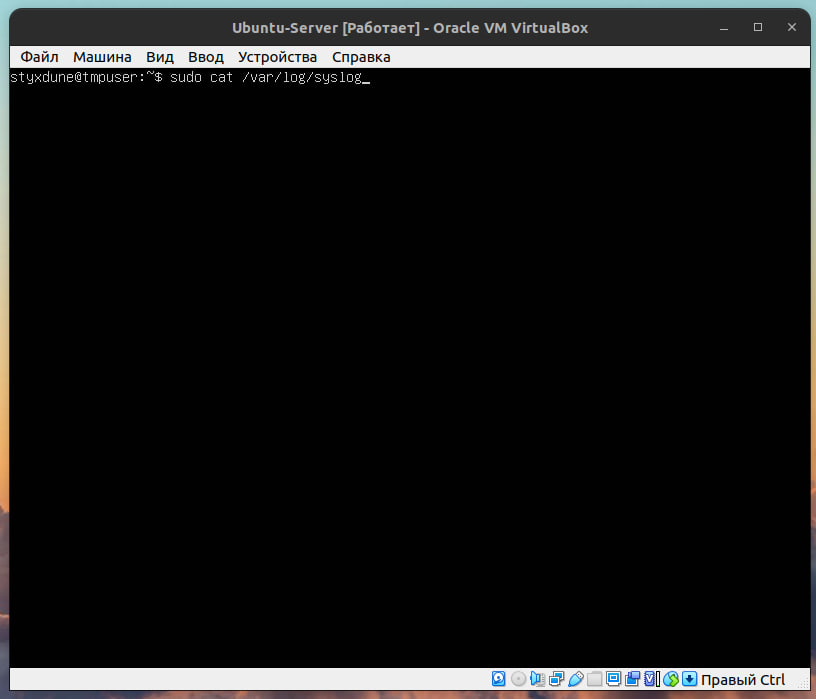 Ubuntu-Server [Работает] - Oracle VM VirtualBox
Файл Машина Вид Ввод Устройства Справка
styxdune@tmpuser:~$ sudo cat /var/log/syslog_
Правый Ctrl